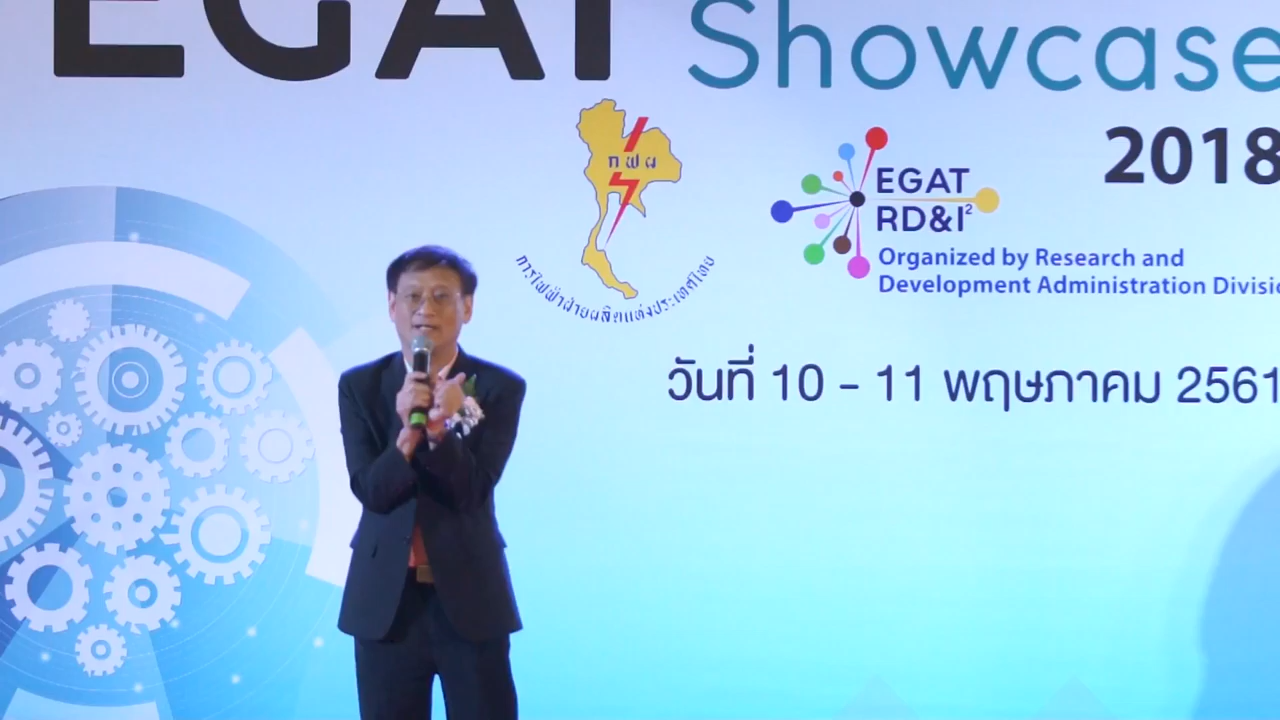 EGAT Showcase
2018
กฟผ
การไฟฟ้าฝ่ายผลิตแห่งประเทศไทย
EGAT
RD&I²
Organized by Research and
Development Administration Divisio
วันที่ 10 - 11 พฤษภาคม 2561